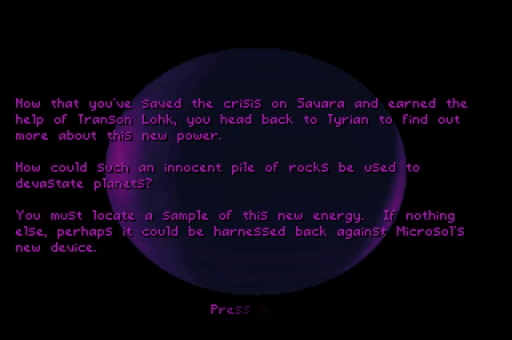 Now that you've saved the crisis on Savara and earned the
help of Transon Lohk, you head back to Tyrian to find out
more about this new power.
How could such an innocent pile of rocks be used to
devastate planets?
You must locate a sample of this new energy.  If nothing
else, perhaps it could be harnessed back against Microsol's
new device.
Press